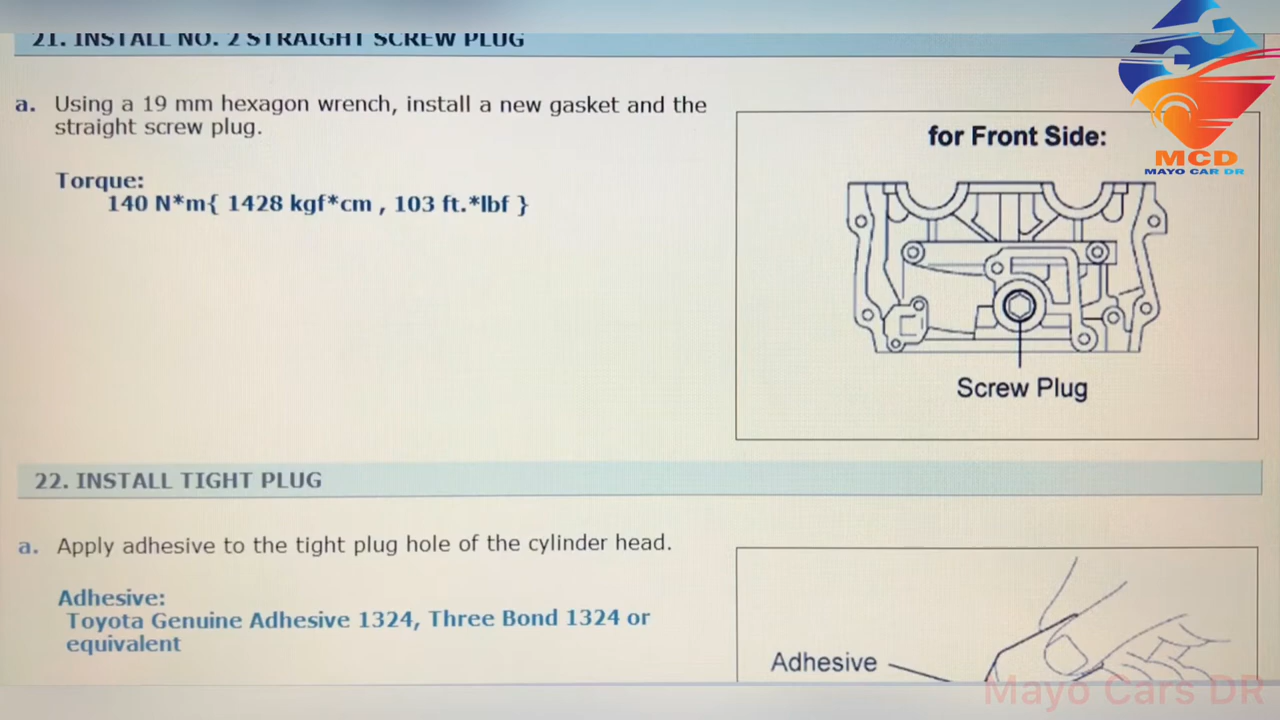 21. INSTALL NO. 2 STRAIGHT SCREW PLUG
a. Using a 19 mm hexagon wrench, install a new gasket and the
straight screw plug.
Torque:
140 N*m{ 1428 kgf*cm , 103 ft.*lbf }
for Front Side:
Screw Plug
MCD
MAYO CAR DR
22. INSTALL TIGHT PLUG
a. Apply adhesive to the tight plug hole of the cylinder head.
Adhesive:
Toyota Genuine Adhesive 1324, Three Bond 1324 or
equivalent
Adhesive
Mayo Cars DR